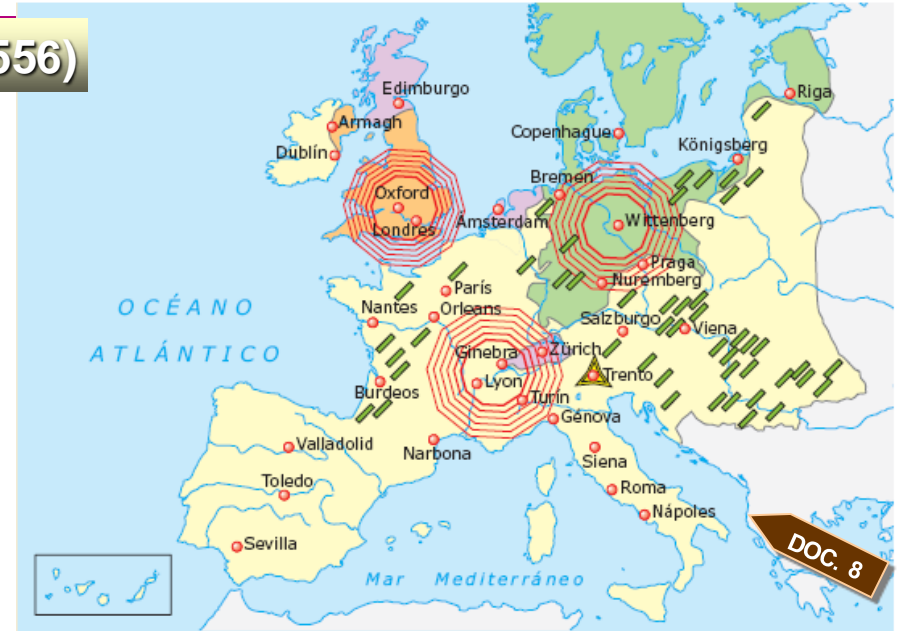 556)
Edimburgo
Riga
Armagh
Copenhague
Königsberg
Dublín
Bremen
Oxford
Ámsterdam
Wittenberg
Londres
Praga
Nuremberg
París
OCÉANO
Nantes
Orleans
Salzburgo
Viena
ATLÁNTICO
Ginebra
Zürich
Lyon
Trento
Burdeos
Turín
Génova
Valladolid
Narbona
Siena
Toledo
Roma
Nápoles
Sevilla
DOC. 8
Mar Mediterráneo